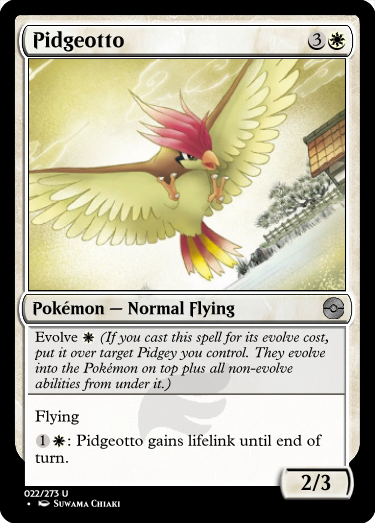 Pidgeotto 3
Pokémon — Normal Flying
Evolve (If you cast this spell for its evolve cost,
put it over target Pidgey you control. They evolve
into the Pokémon on top plus all non-evolve
abilities from under it.)
Flying
1 : Pidgeotto gains lifelink until end of
turn.
2/3
022/273 U
• Suwama Chiaki